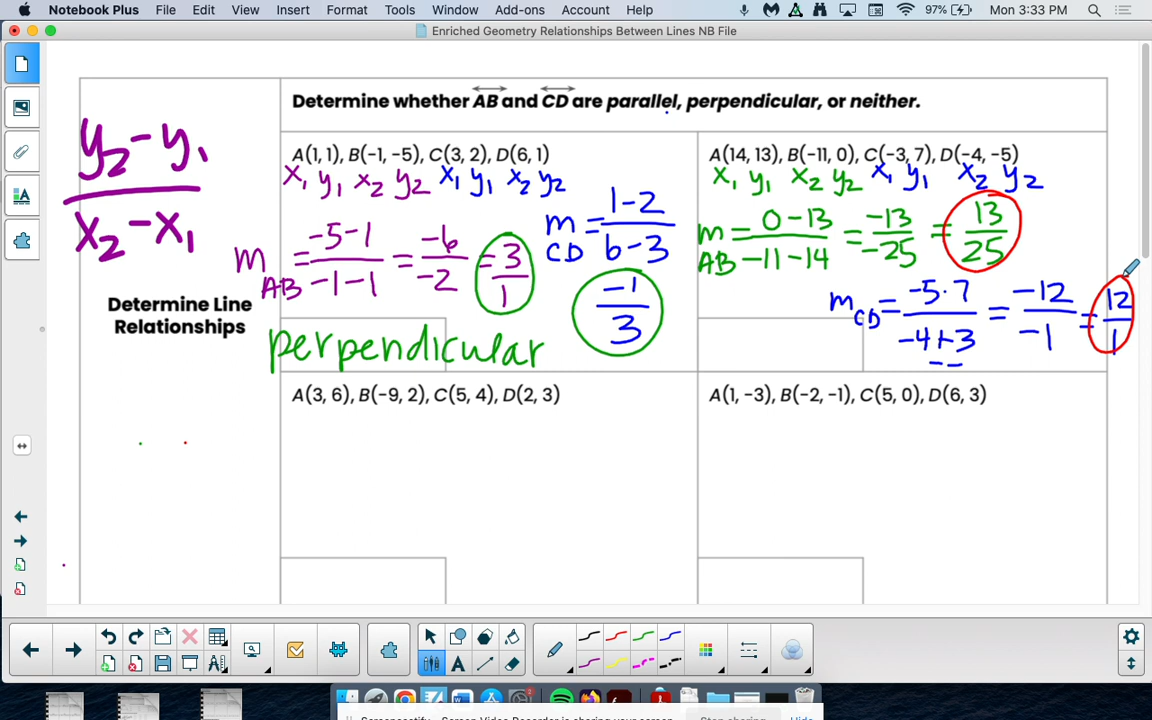 Notebook Plus File Edit View Insert Format Tools Window Add-ons Account Help 97% Mon 3:33 PM
Enriched Geometry Relationships Between Lines NB File
Determine whether AB and CD are parallel, perpendicular, or neither.
y2-y1
x2-x1
Determine Line
Relationships
A(1, 1), B(-1, -5), C(3, 2), D(6, 1)
x1 y1 x2 y2 x1 y1 x2 y2
m AB = -5-1 / -1-1 = -6 / -2 = 3 / 1
m CD = 1-2 / 6-3
-1 / 3
perpendicular
A(14, 13), B(-11, 0), C(-3, 7), D(-4, -5)
x1 y1 x2 y2 x1 y1 x2 y2
m AB = 0-13 / -11-14 = -13 / -25 = 13 / 25
m CD = -5-7 / -4+3 = -12 / -1 = 12 / 1
A(3, 6), B(-9, 2), C(5, 4), D(2, 3)
A(1, -3), B(-2, -1), C(5, 0), D(6, 3)